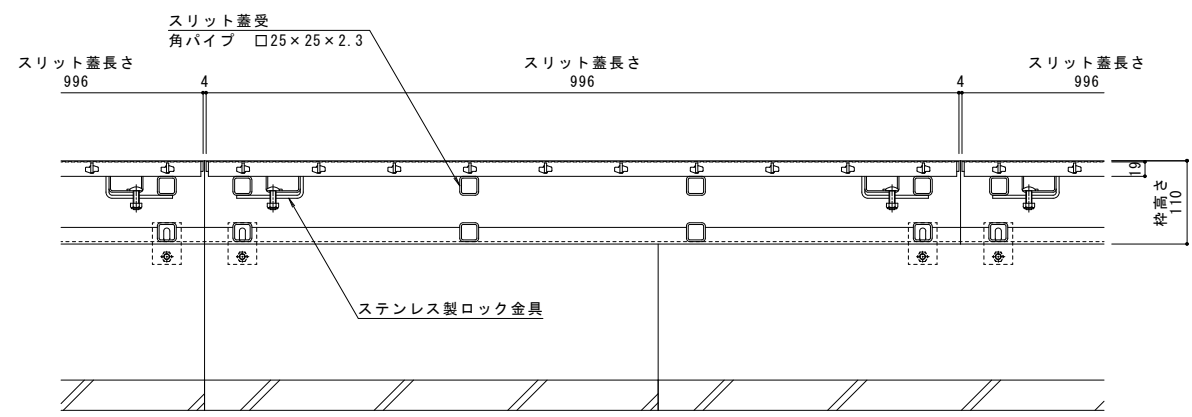 スリット蓋受
角パイプ □25×25×2.3
スリット蓋長さ
996
4
スリット蓋長さ
996
4
スリット蓋長さ
996
19
枠高さ
110
ステンレス製ロック金具